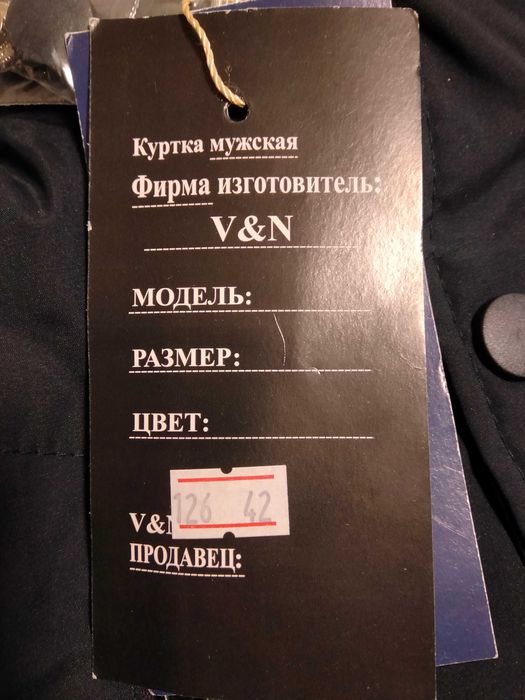 Куртка мужская
Фирма изготовитель:
V&N
МОДЕЛЬ:
РАЗМЕР:
ЦВЕТ:
126 42
V&N
ПРОДАВЕЦ: